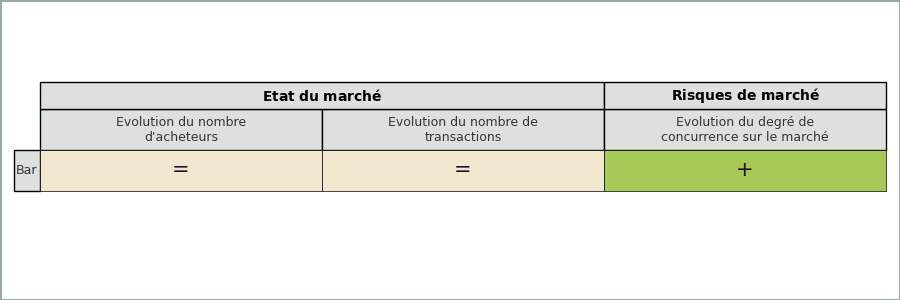 Etat du marché
Risques de marché
Evolution du nombre
d'acheteurs
Evolution du nombre de
transactions
Evolution du degré de
concurrence sur le marché
Bar
=
=
+